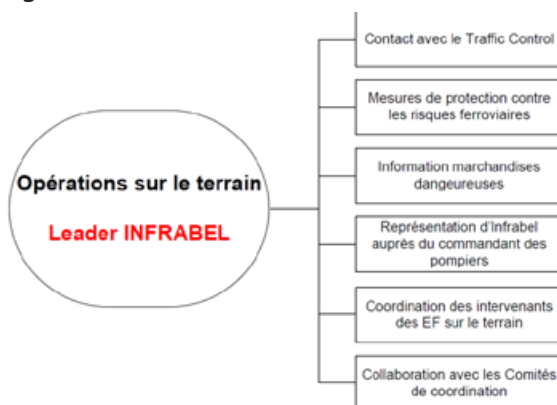 Opérations sur le terrain
Leader INFRABEL
Contact avec le Traffic Control
Mesures de protection contre
les risques ferroviaires
Information marchandises
dangeureuses
Représentation d'Infrabel
auprès du commandant des
pompiers
Coordination des intervenants
des EF sur le terrain
Collaboration avec les Comités
de coordination